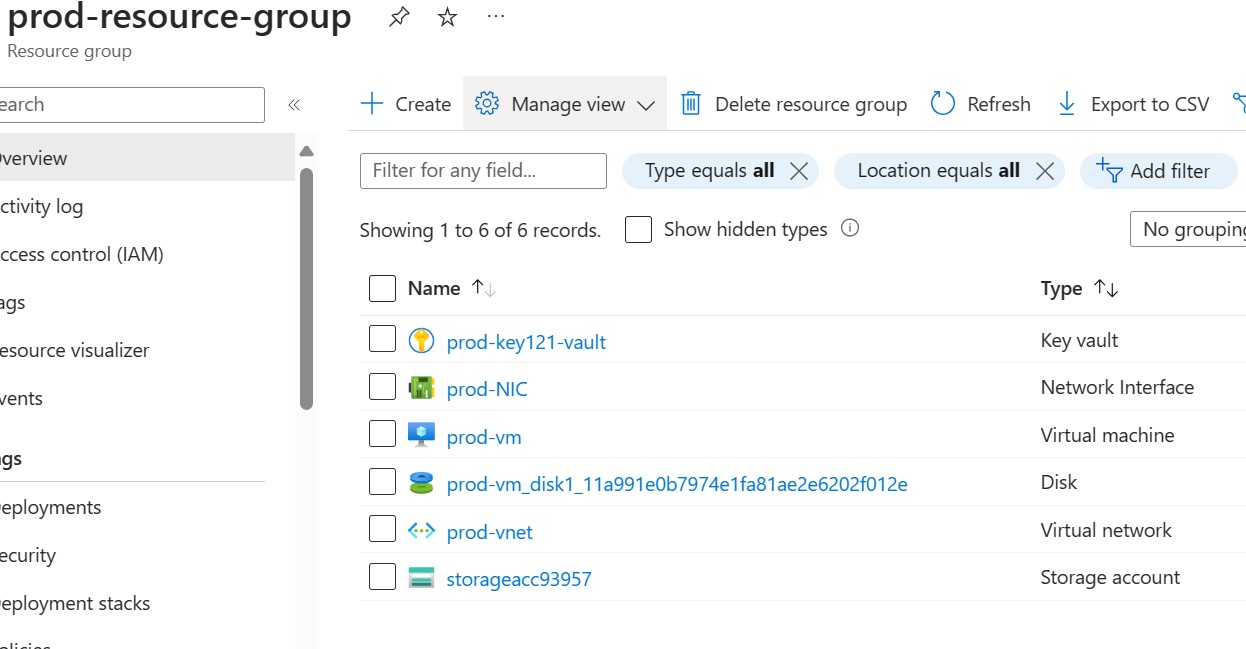 prod-resource-group
Resource group
earch
Create Manage view Delete resource group Refresh Export to CSV
verview
Filter for any field... Type equals all Location equals all Add filter
ctivity log
Showing 1 to 6 of 6 records. Show hidden types No grouping
ccess control (IAM)
Name Type
ags
prod-key121-vault Key vault
esource visualizer
prod-NIC Network Interface
vents
prod-vm Virtual machine
gs
prod-vm_disk1_11a991e0b7974e1fa81ae2e6202f012e Disk
eployments
prod-vnet Virtual network
ecurity
storageacc93957 Storage account
eployment stacks
olicies